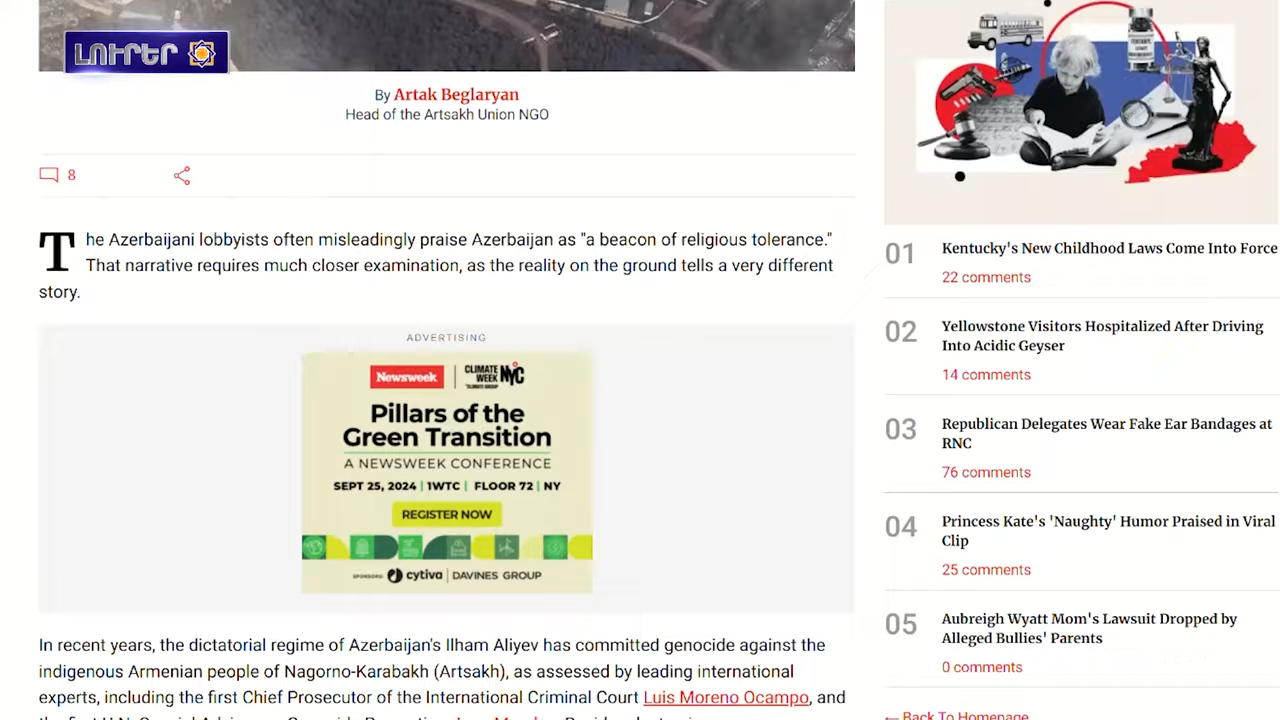 ԼՈՒՐԵՐ
By Artak Beglaryan
Head of the Artsakh Union NGO
8
The Azerbaijani lobbyists often misleadingly praise Azerbaijan as "a beacon of religious tolerance."
That narrative requires much closer examination, as the reality on the ground tells a very different
story.
ADVERTISING
Newsweek | CLIMATE WEEK NYC
CLIMATE GROUP
Pillars of the
Green Transition
A NEWSWEEK CONFERENCE
SEPT 25, 2024 | 1WTC | FLOOR 72 | NY
REGISTER NOW
SPONSORS cytiva | DAVINES GROUP
In recent years, the dictatorial regime of Azerbaijan's Ilham Aliyev has committed genocide against the
indigenous Armenian people of Nagorno-Karabakh (Artsakh), as assessed by leading international
experts, including the first Chief Prosecutor of the International Criminal Court Luis Moreno Ocampo, and
01
Kentucky's New Childhood Laws Come Into Force
22 comments
02
Yellowstone Visitors Hospitalized After Driving
Into Acidic Geyser
14 comments
03
Republican Delegates Wear Fake Ear Bandages at
RNC
76 comments
04
Princess Kate's 'Naughty' Humor Praised in Viral
Clip
25 comments
05
Aubreigh Wyatt Mom's Lawsuit Dropped by
Alleged Bullies' Parents
0 comments
Back To Homepage